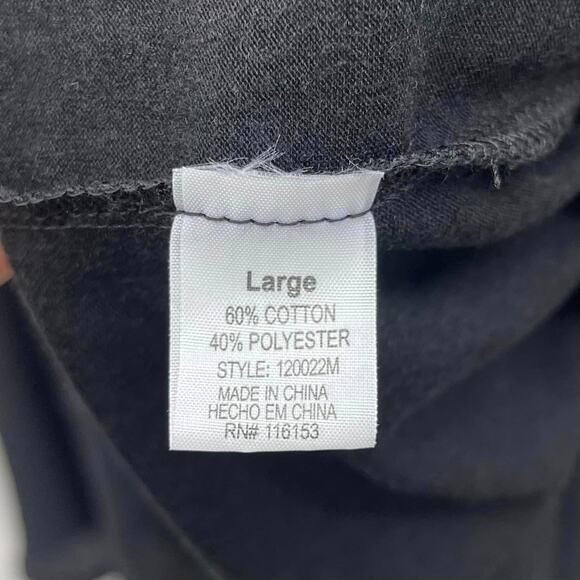 Large
60% COTTON
40% POLYESTER
STYLE: 120022M
MADE IN CHINA
HECHO EM CHINA
RN# 116153